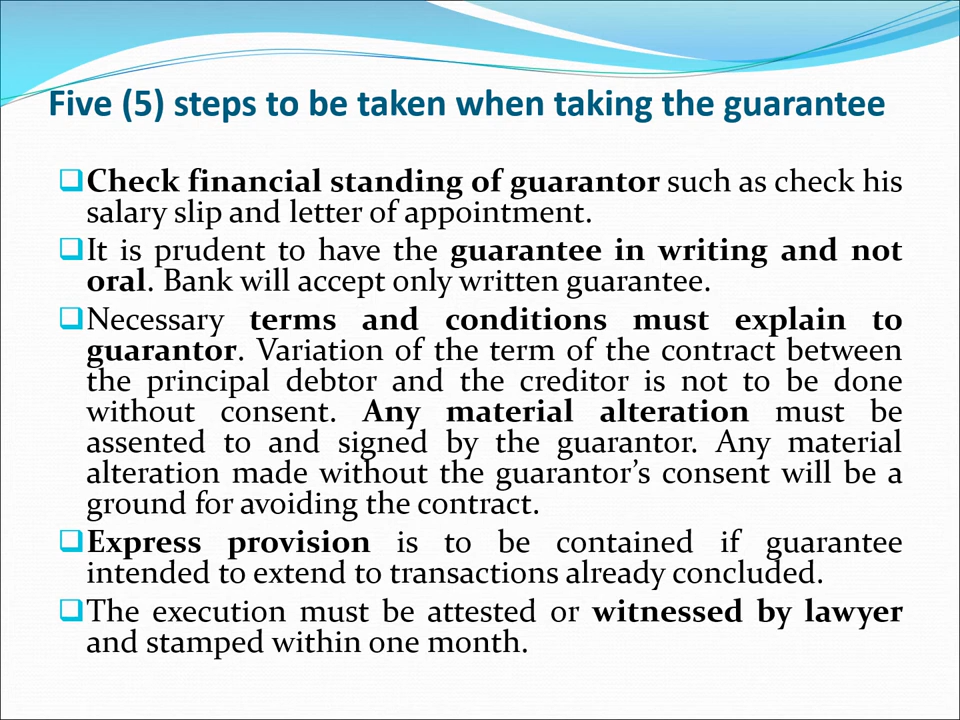 Five (5) steps to be taken when taking the guarantee
Check financial standing of guarantor such as check his
salary slip and letter of appointment.
It is prudent to have the guarantee in writing and not
oral. Bank will accept only written guarantee.
Necessary terms and conditions must explain to
guarantor. Variation of the term of the contract between
the principal debtor and the creditor is not to be done
without consent. Any material alteration must be
assented to and signed by the guarantor. Any material
alteration made without the guarantor’s consent will be a
ground for avoiding the contract.
Express provision is to be contained if guarantee
intended to extend to transactions already concluded.
The execution must be attested or witnessed by lawyer
and stamped within one month.